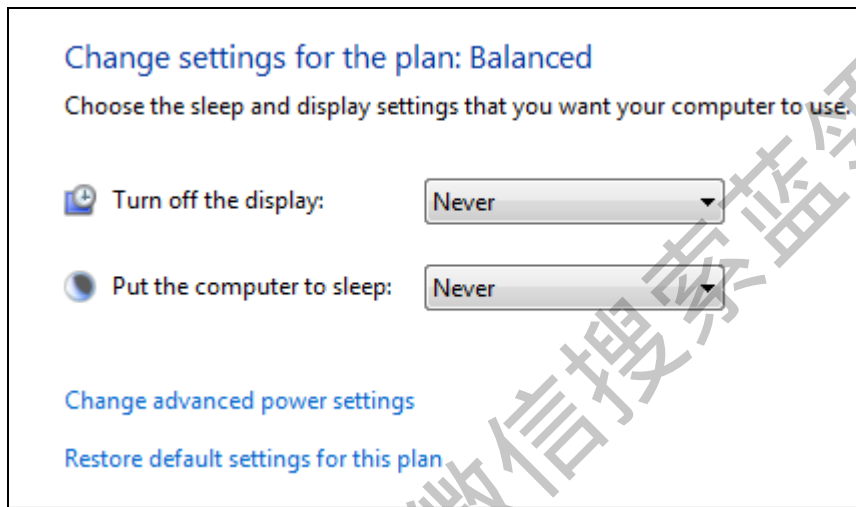 Change settings for the plan: Balanced
Choose the sleep and display settings that you want your computer to use.
Turn off the display: Never
Put the computer to sleep: Never
Change advanced power settings
Restore default settings for this plan
微信搜索蓝领